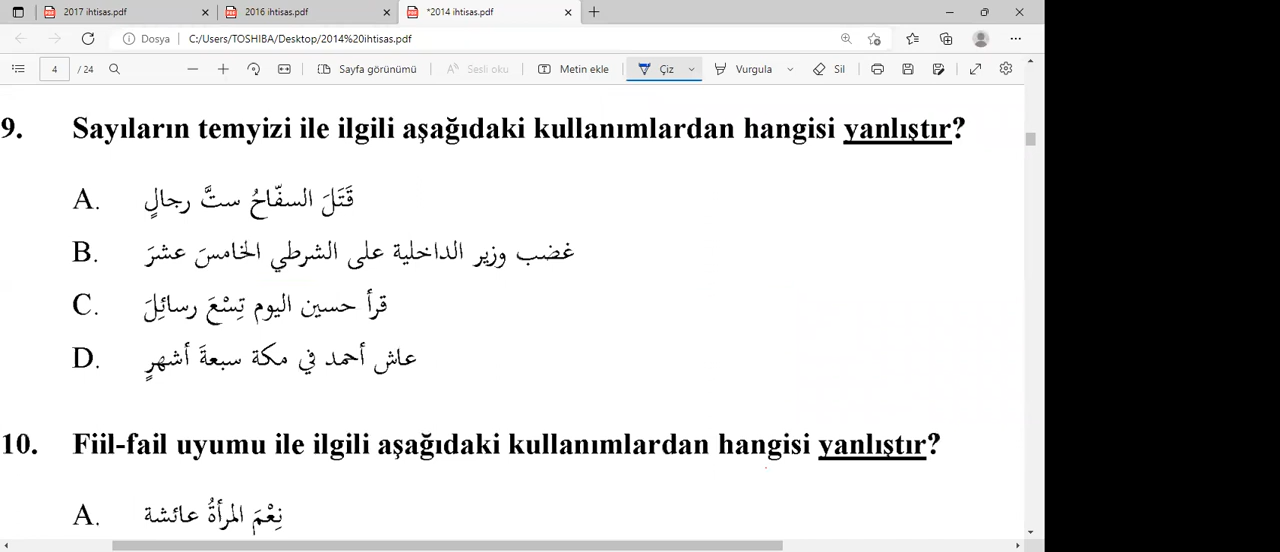 2017 ihtisas.pdf
2016 ihtisas.pdf
*2014 ihtisas.pdf
Dosya
C:/Users/TOSHIBA/Desktop/2014%20ihtisas.pdf
4 / 24
Sayfa görünümü
Sesli oku
Metin ekle
Çiz
Vurgula
Sil
9. Sayıların temyizi ile ilgili aşağıdaki kullanımlardan hangisi yanlıştır?
A. قَتَلَ السفّاحُ ستَّ رجالٍ
B. غضب وزير الداخلية على الشرطي الخامسَ عشرَ
C. قرأ حسين اليوم تِسْعَ رسائِلَ
D. عاش أحمد في مكة سبعةَ أشهرٍ
10. Fiil-fail uyumu ile ilgili aşağıdaki kullanımlardan hangisi yanlıştır?
A. نِعْمَ المرأةُ عائشة